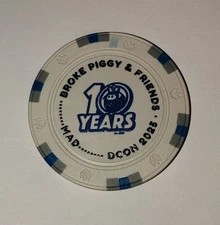 BROKE PIGGY & FRIENDS
10
YEARS
MAD DCON 2025